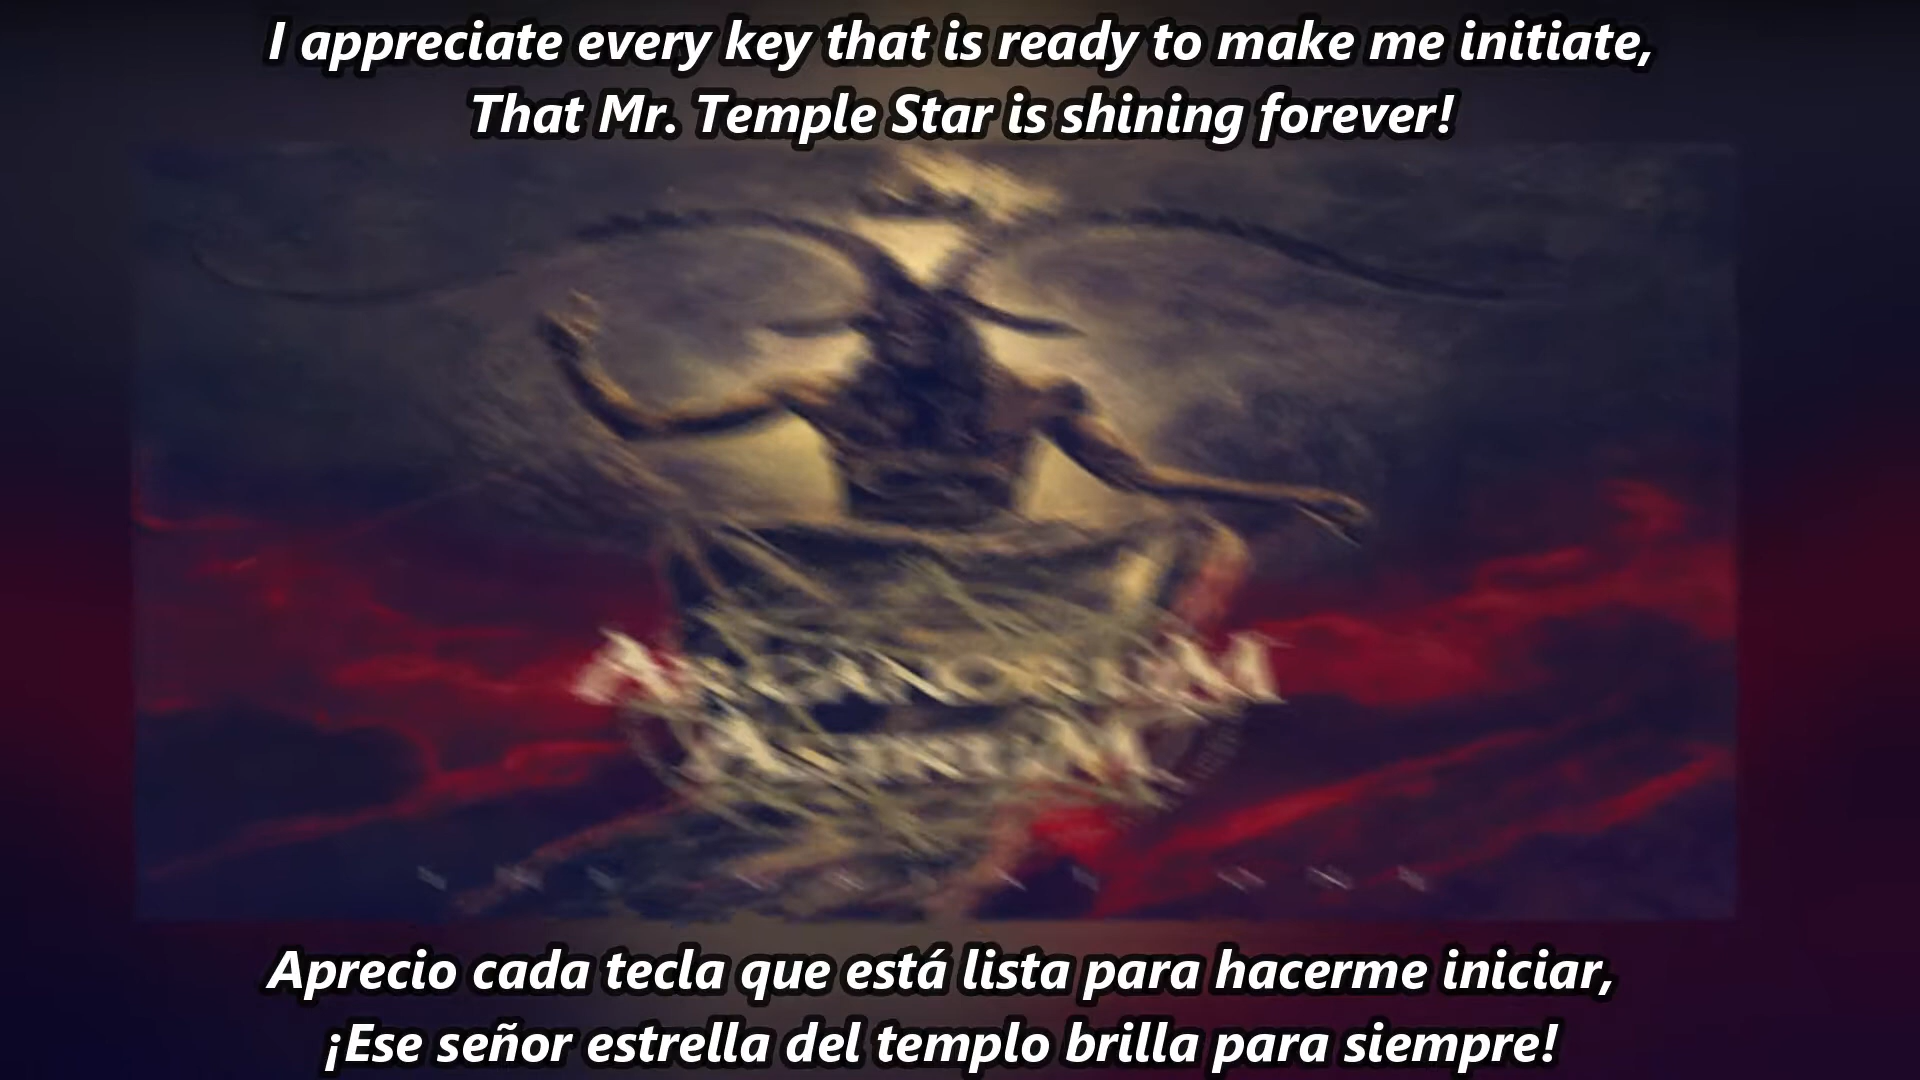 I appreciate every key that is ready to make me initiate,
That Mr. Temple Star is shining forever!
Aprecio cada tecla que está lista para hacerme iniciar,
¡Ese señor estrella del templo brilla para siempre!